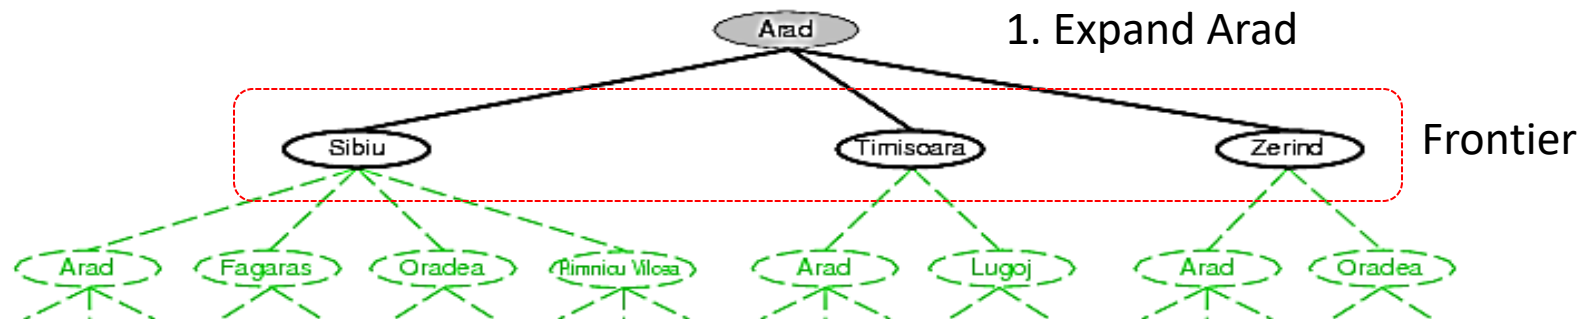 Arad
1. Expand Arad
Sibiu
Timisoara
Zerind
Frontier
Arad
Fagaras
Oradea
Rimnicu Vilcea
Arad
Lugoj
Arad
Oradea